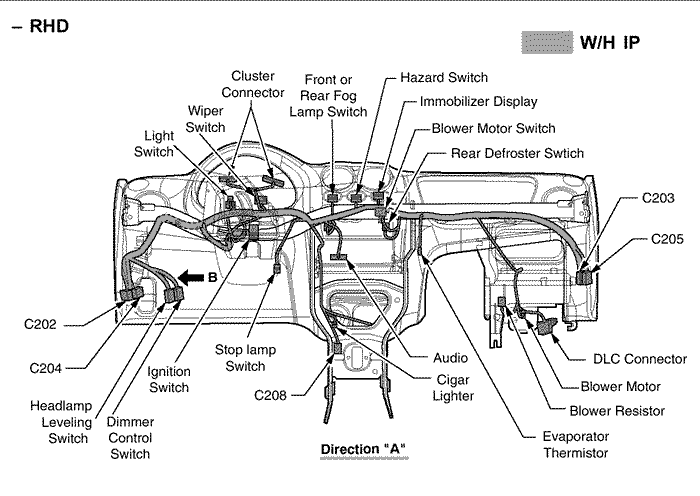 – RHD
W/H IP
Cluster
Connector
Front or
Rear Fog
Lamp Switch
Hazard Switch
Immobilizer Display
Wiper
Switch
Blower Motor Switch
Light
Switch
Rear Defroster Swtich
C203
C205
B
C202
C204
Ignition
Switch
Stop lamp
Switch
C208
Audio
Cigar
Lighter
DLC Connector
Blower Motor
Blower Resistor
Evaporator
Thermistor
Headlamp
Leveling
Switch
Dimmer
Control
Switch
Direction "A"